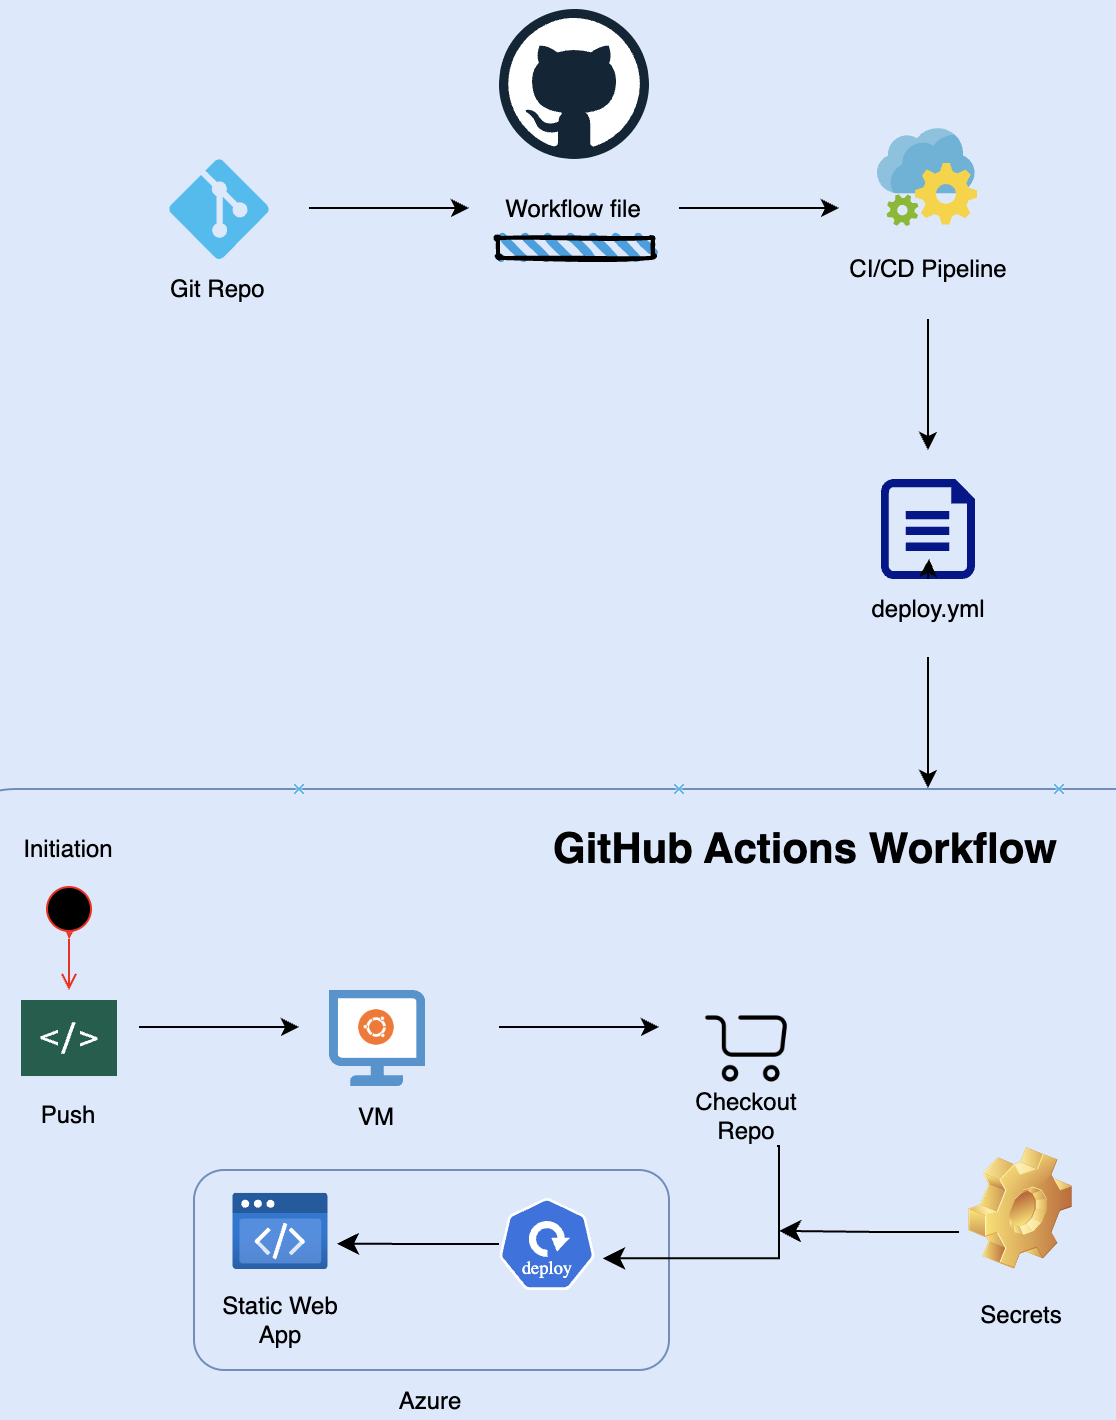 Workflow file
Git Repo
CI/CD Pipeline
deploy.yml
GitHub Actions Workflow
Initiation
</>
Push
VM
Checkout
Repo
</>
Static Web
App
deploy
Secrets
Azure